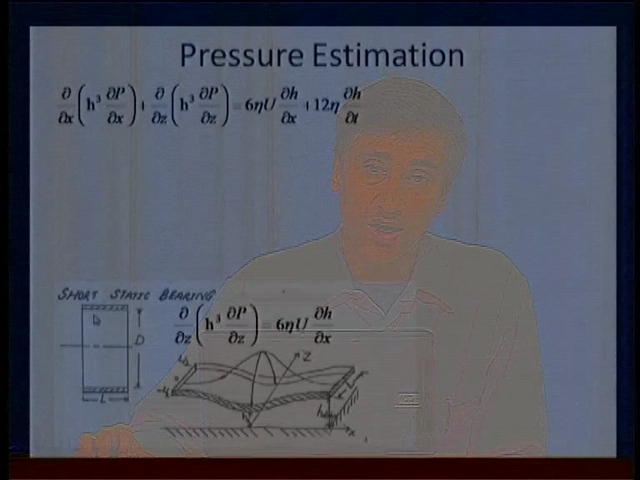 Pressure Estimation
∂/∂x (h³ ∂P/∂x) + ∂/∂z (h³ ∂P/∂z) = 6ηU ∂h/∂x + 12η ∂h/∂t
SHORT STATIC BEARING
∂/∂z (h³ ∂P/∂z) = 6ηU ∂h/∂x
D
L
z
x